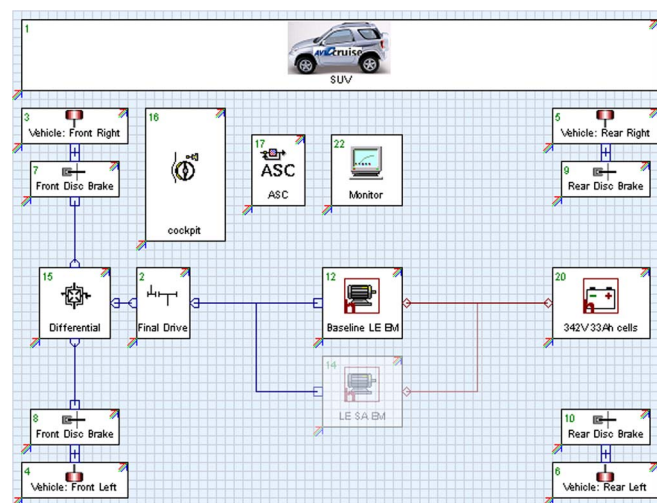 1
AVL Cruise
SUV
3
Vehicle: Front Right
16
cockpit
17
ASC
ASC
22
Monitor
5
Vehicle: Rear Right
7
Front Disc Brake
9
Rear Disc Brake
15
Differential
2
Final Drive
12
Baseline LE EM
20
342V 33Ah cells
14
LE SA EM
8
Front Disc Brake
10
Rear Disc Brake
4
Vehicle: Front Left
6
Vehicle: Rear Left